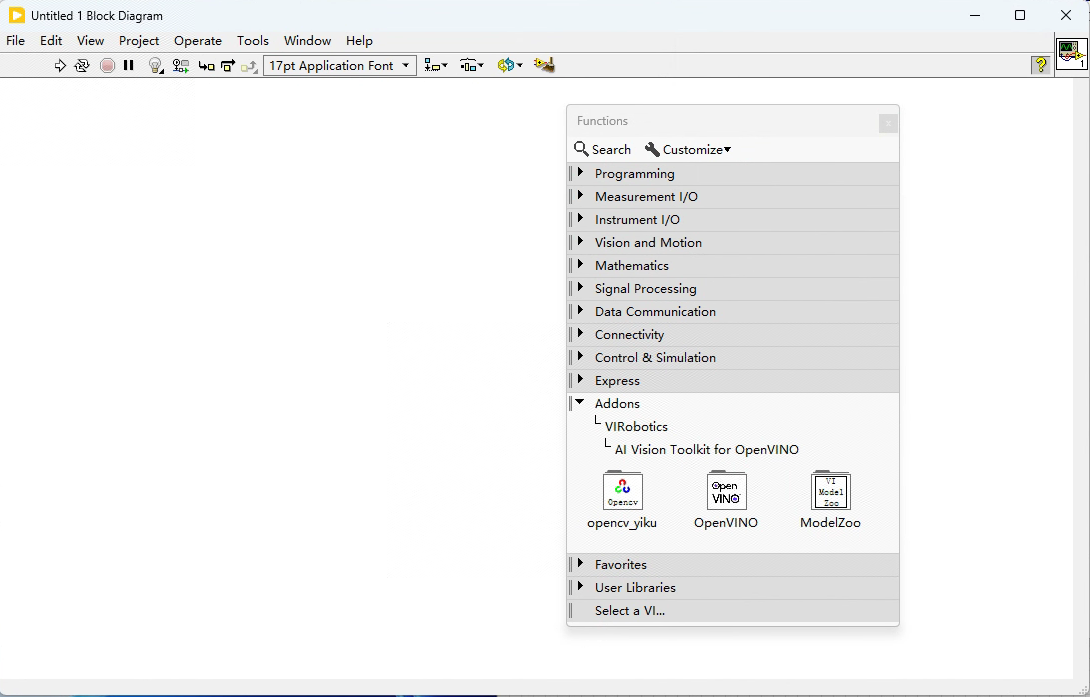 Untitled 1 Block Diagram
File Edit View Project Operate Tools Window Help
17pt Application Font
?
1
Functions
Search Customize
Programming
Measurement I/O
Instrument I/O
Vision and Motion
Mathematics
Signal Processing
Data Communication
Connectivity
Control & Simulation
Express
Addons
VIRobotics
AI Vision Toolkit for OpenVINO
Opencv
Open
VINO
VI
Model
Zoo
opencv_yiku OpenVINO ModelZoo
Favorites
User Libraries
Select a VI...